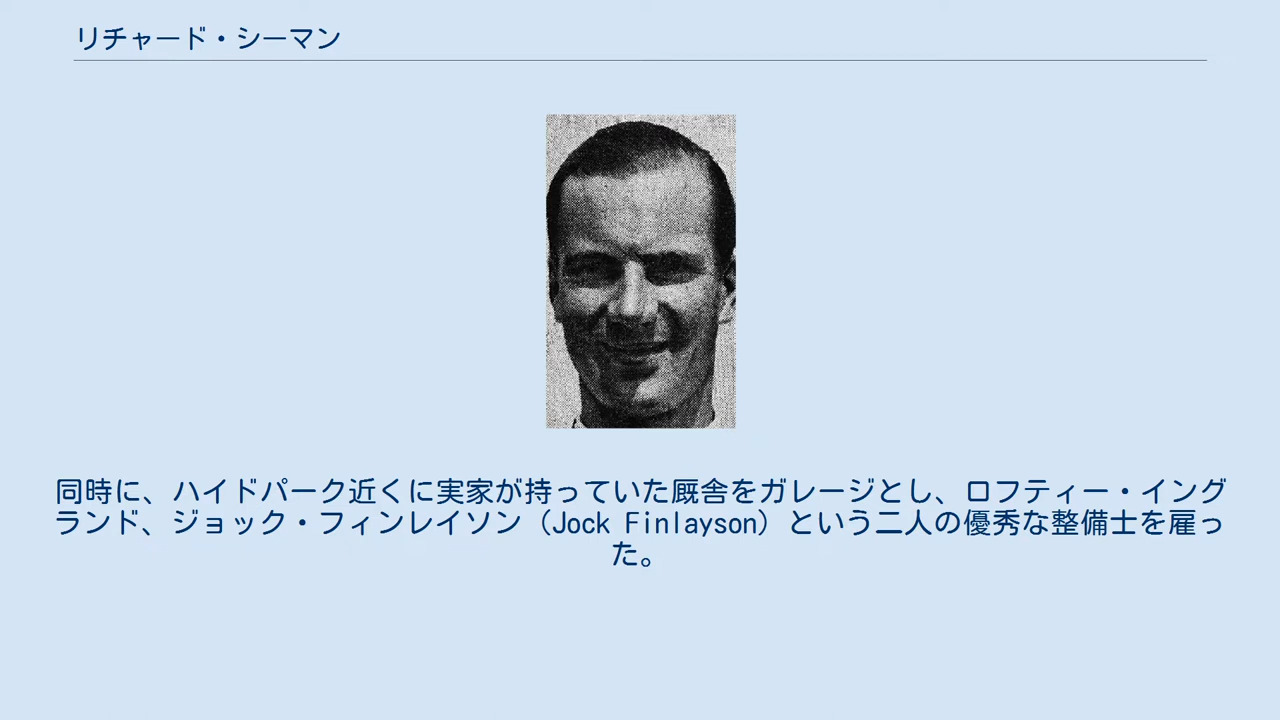 リチャード・シーマン
同時に、ハイドパーク近くに実家が持っていた厩舎をガレージとし、ロフティー・イング
ランド、ジョック・フィンレイソン（Jock Finlayson）という二人の優秀な整備士を雇っ
た。